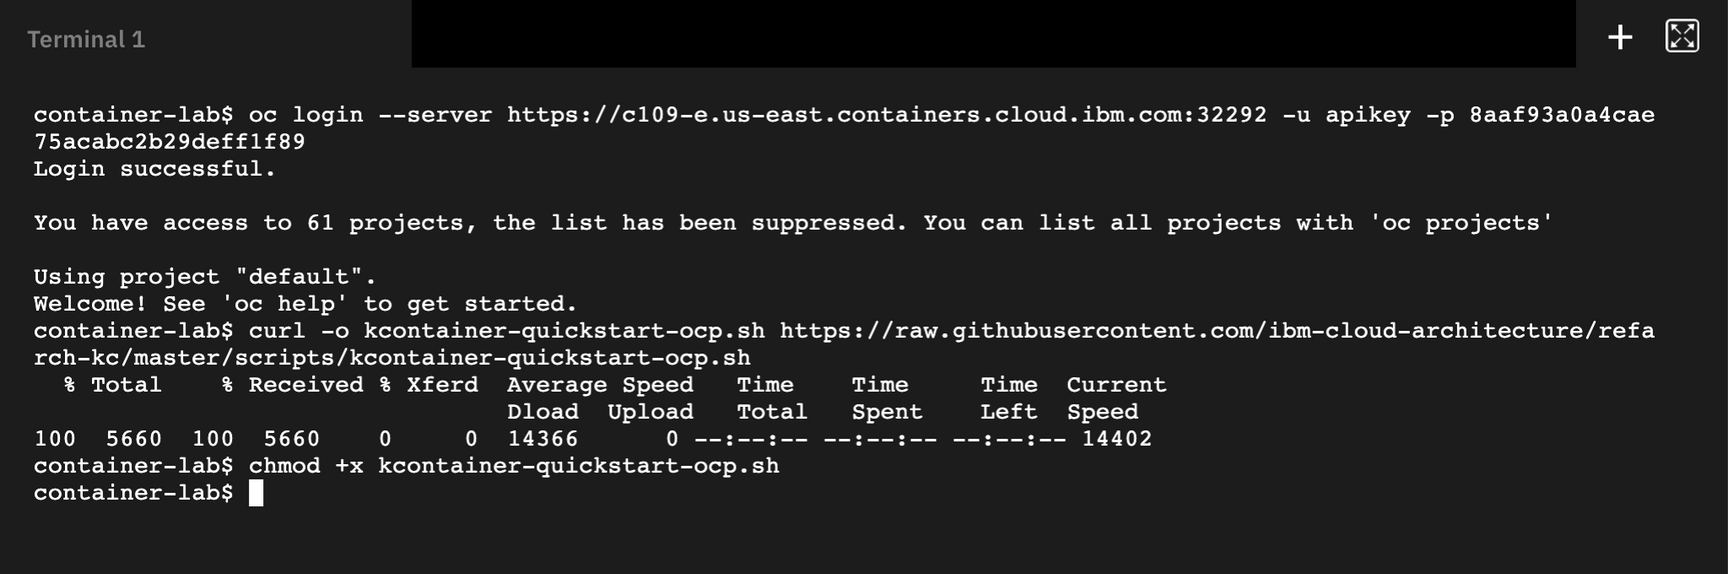 Terminal 1
container-lab$ oc login --server https://c109-e.us-east.containers.cloud.ibm.com:32292 -u apikey -p 8aaf93a0a4cae
75acabc2b29deff1f89
Login successful.
You have access to 61 projects, the list has been suppressed. You can list all projects with 'oc projects'
Using project "default".
Welcome! See 'oc help' to get started.
container-lab$ curl -o kcontainer-quickstart-ocp.sh https://raw.githubusercontent.com/ibm-cloud-architecture/refa
rch-kc/master/scripts/kcontainer-quickstart-ocp.sh
% Total % Received % Xferd Average Speed Time Time Time Current
Dload Upload Total Spent Left Speed
100 5660 100 5660 0 0 14366 0 --:--:-- --:--:-- --:--:-- 14402
container-lab$ chmod +x kcontainer-quickstart-ocp.sh
container-lab$